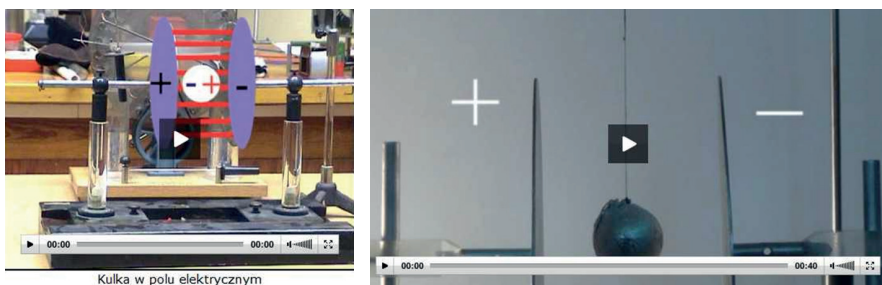 + - + -
00:00 00:00
Kulka w polu elektrycznym
+ −
00:00 00:40